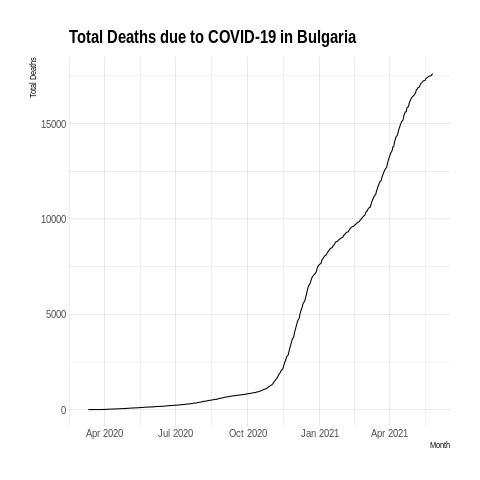 Total Deaths due to COVID-19 in Bulgaria
Total Deaths
15000
10000
5000
0
Apr 2020 Jul 2020 Oct 2020 Jan 2021 Apr 2021
Month